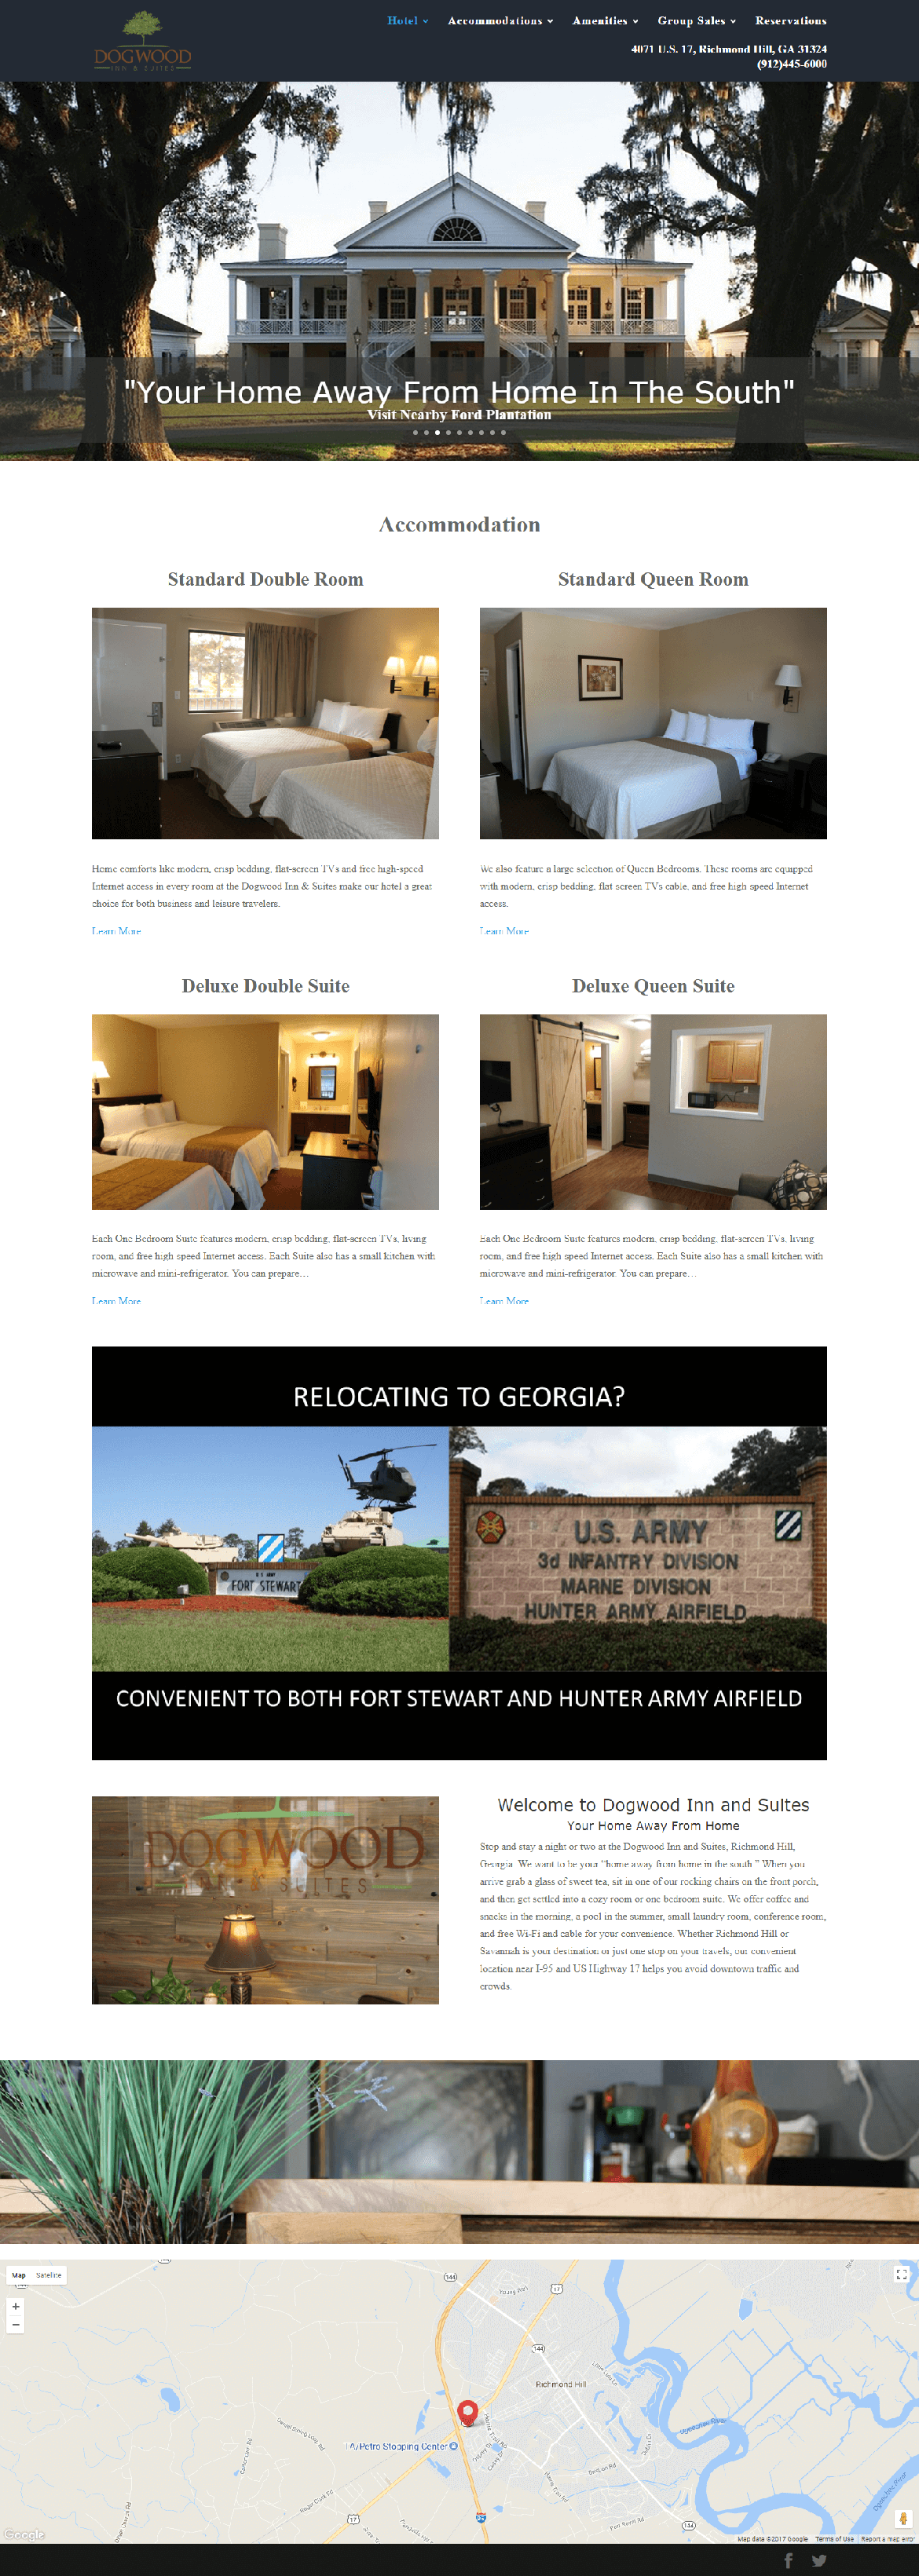 DOGWOOD
INN & SUITES
Hotel Accommodations Amenities Group Sales Reservations
4071 U.S. 17, Richmond Hill, GA 31324
(912)445-6000
"Your Home Away From Home In The South"
Visit Nearby Ford Plantation
Accommodation
Standard Double Room
Standard Queen Room
Home comforts like modern, crisp bedding, flat-screen TVs and free high-speed
Internet access in every room at the Dogwood Inn & Suites make our hotel a great
choice for both business and leisure travelers.
Learn More
We also feature a large selection of Queen Bedrooms. These rooms are equipped
with modern, crisp bedding, flat screen TVs cable, and free high speed Internet
access.
Learn More
Deluxe Double Suite
Deluxe Queen Suite
Each One Bedroom Suite features modern, crisp bedding, flat-screen TVs, living
room, and free high speed Internet access. Each Suite also has a small kitchen with
microwave and mini-refrigerator. You can prepare…
Learn More
Each One Bedroom Suite features modern, crisp bedding, flat-screen TVs, living
room, and free high speed Internet access. Each Suite also has a small kitchen with
microwave and mini-refrigerator. You can prepare…
Learn More
RELOCATING TO GEORGIA?
U.S. ARMY
FORT STEWART
U.S. ARMY
3d INFANTRY DIVISION
MARNE DIVISION
HUNTER ARMY AIRFIELD
CONVENIENT TO BOTH FORT STEWART AND HUNTER ARMY AIRFIELD
DOGWOOD
& SUITES
Welcome to Dogwood Inn and Suites
Your Home Away From Home
Stop and stay a night or two at the Dogwood Inn and Suites, Richmond Hill,
Georgia. We want to be your "home away from home in the south." When you
arrive grab a glass of sweet tea, sit in one of our rocking chairs on the front porch,
and then get settled into a cozy room or one bedroom suite. We offer coffee and
snacks in the morning, a pool in the summer, small laundry room, conference room,
and free Wi-Fi and cable for your convenience. Whether Richmond Hill or
Savannah is your destination or just one stop on your travels, our convenient
location near I-95 and US Highway 17 helps you avoid downtown traffic and
crowds.
Map Satellite
144
144
17
144
Richmond Hill
Ogeechee River
TA/Petro Stopping Center
17
95
144
Google
Map data ©2017 Google Terms of Use Report a map error